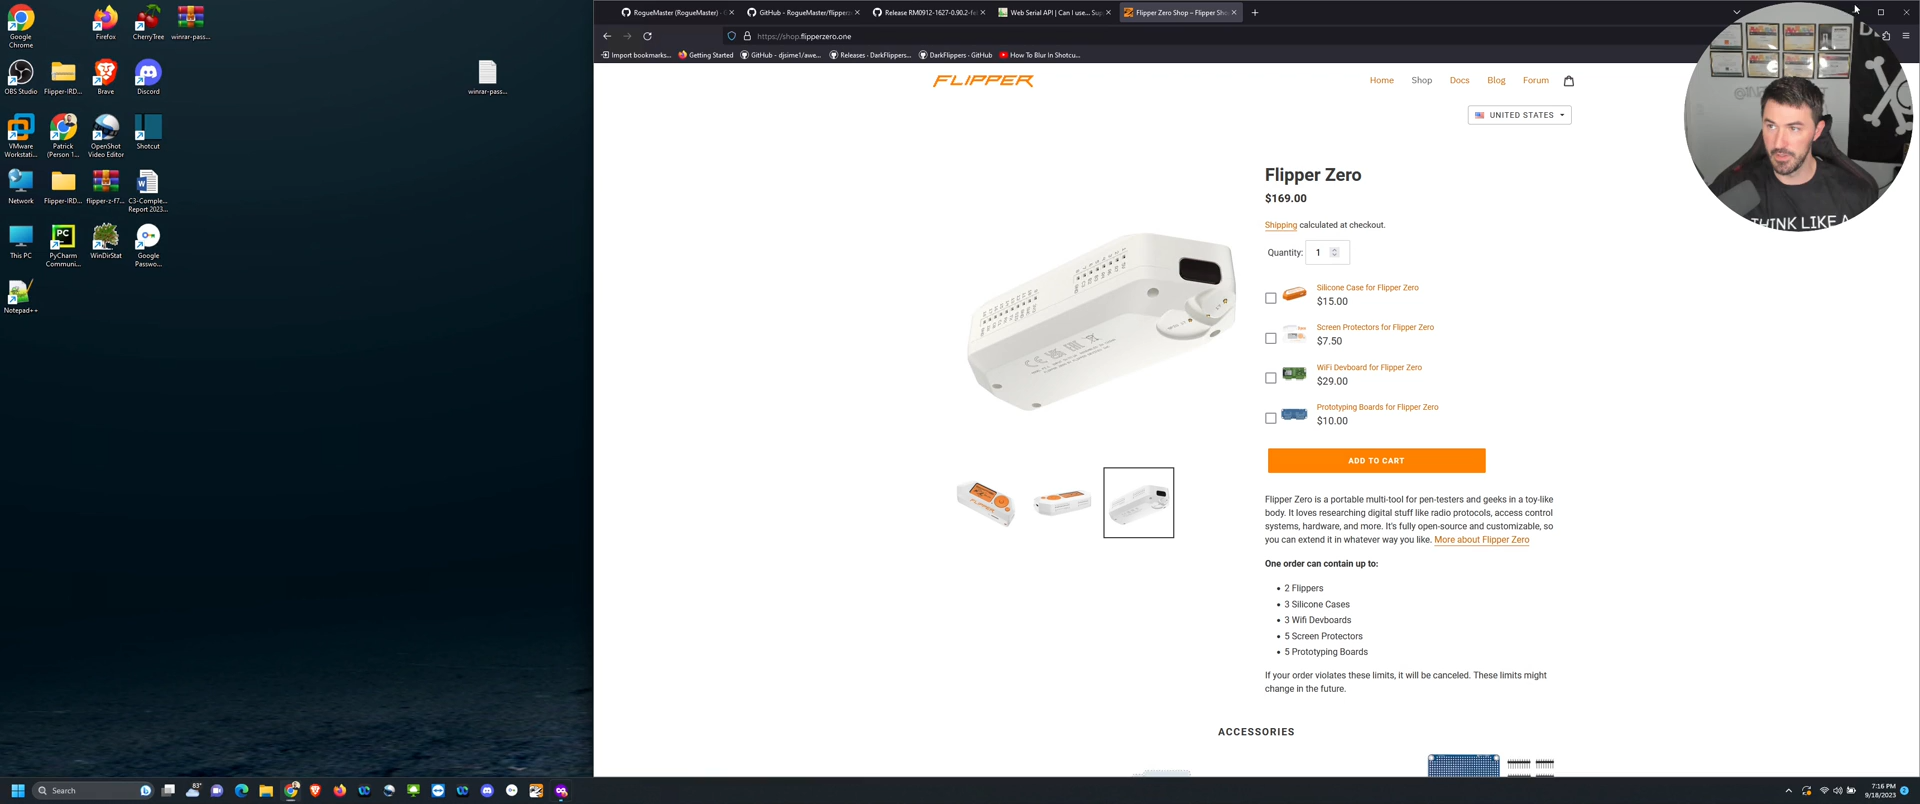 Google Chrome
Firefox
CherryTree
winrar-pass...
OBS Studio
Flipper-IRD...
Brave
Discord
winrar-pass...
VMware Workstati...
Patrick (Person 1...
OpenShot Video Editor
Shotcut
Network
Flipper-IRD...
flipper-z-f7...
C3-Comple... Report 2023...
This PC
PyCharm Communi...
WinDirStat
Google Passwo...
Notepad++
RogueMaster (RogueMaster) · G
GitHub - RogueMaster/flipperz
Release RM0912-1627-0.90.2-fe
Web Serial API | Can I use... Sup
Flipper Zero Shop – Flipper Sho
https://shop.flipperzero.one
Import bookmarks...
Getting Started
GitHub - djsime1/awe...
Releases · DarkFlippers...
DarkFlippers · GitHub
How To Blur In Shotcu...
FLIPPER
Home
Shop
Docs
Blog
Forum
UNITED STATES
Flipper Zero
$169.00
Shipping calculated at checkout.
Quantity: 1
Silicone Case for Flipper Zero
$15.00
Screen Protectors for Flipper Zero
$7.50
WiFi Devboard for Flipper Zero
$29.00
Prototyping Boards for Flipper Zero
$10.00
ADD TO CART
Flipper Zero is a portable multi-tool for pen-testers and geeks in a toy-like
body. It loves researching digital stuff like radio protocols, access control
systems, hardware, and more. It's fully open-source and customizable, so
you can extend it in whatever way you like. More about Flipper Zero
One order can contain up to:
• 2 Flippers
• 3 Silicone Cases
• 3 Wifi Devboards
• 5 Screen Protectors
• 5 Prototyping Boards
If your order violates these limits, it will be canceled. These limits might
change in the future.
ACCESSORIES
THINK LIKE A
Search
83°
7:16 PM
9/18/2023